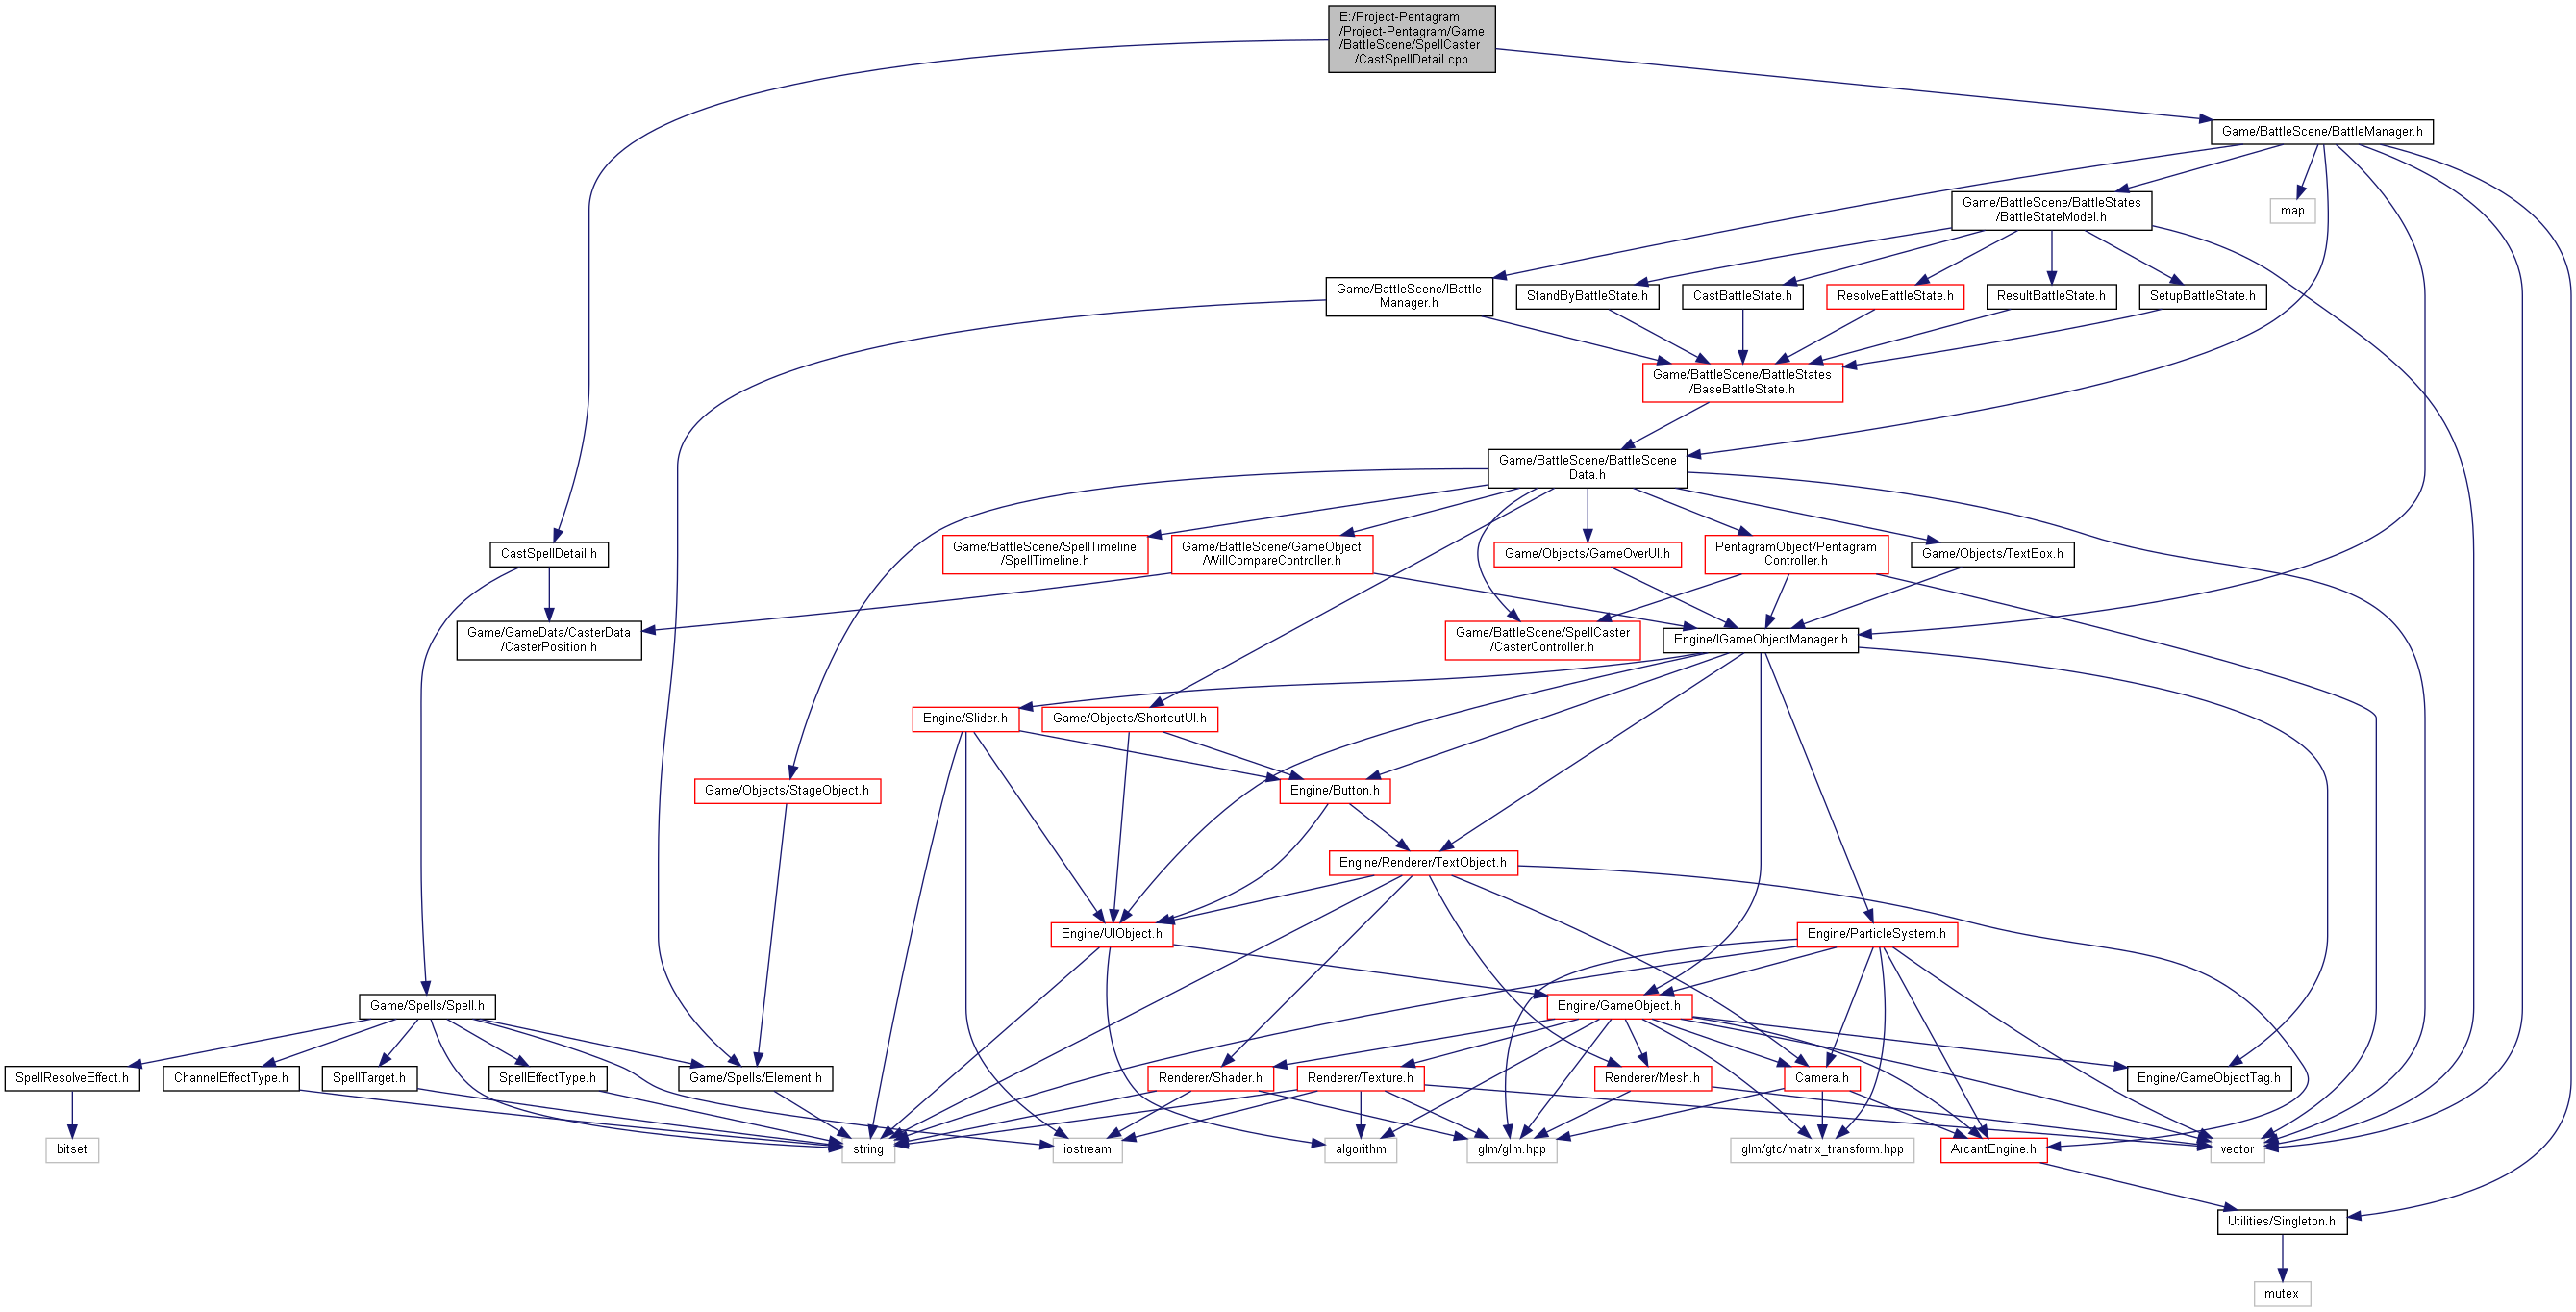 E:/Project-Pentagram
/Project-Pentagram/Game
/BattleScene/SpellCaster
/CastSpellDetail.cpp
Game/BattleScene/BattleManager.h
Game/BattleScene/BattleStates
/BattleStateModel.h
map
Game/BattleScene/IBattle
Manager.h
StandByBattleState.h
CastBattleState.h
ResolveBattleState.h
ResultBattleState.h
SetupBattleState.h
Game/BattleScene/BattleStates
/BaseBattleState.h
Game/BattleScene/BattleScene
Data.h
CastSpellDetail.h
Game/BattleScene/SpellTimeline
/SpellTimeline.h
Game/BattleScene/GameObject
/WillCompareController.h
Game/Objects/GameOverUI.h
PentagramObject/Pentagram
Controller.h
Game/Objects/TextBox.h
Game/GameData/CasterData
/CasterPosition.h
Game/BattleScene/SpellCaster
/CasterController.h
Engine/IGameObjectManager.h
Engine/Slider.h
Game/Objects/ShortcutUI.h
Game/Objects/StageObject.h
Engine/Button.h
Engine/Renderer/TextObject.h
Engine/UIObject.h
Engine/ParticleSystem.h
Game/Spells/Spell.h
Engine/GameObject.h
SpellResolveEffect.h
ChannelEffectType.h
SpellTarget.h
SpellEffectType.h
Game/Spells/Element.h
Renderer/Shader.h
Renderer/Texture.h
Renderer/Mesh.h
Camera.h
Engine/GameObjectTag.h
bitset
string
iostream
algorithm
glm/glm.hpp
glm/gtc/matrix_transform.hpp
ArcantEngine.h
vector
Utilities/Singleton.h
mutex